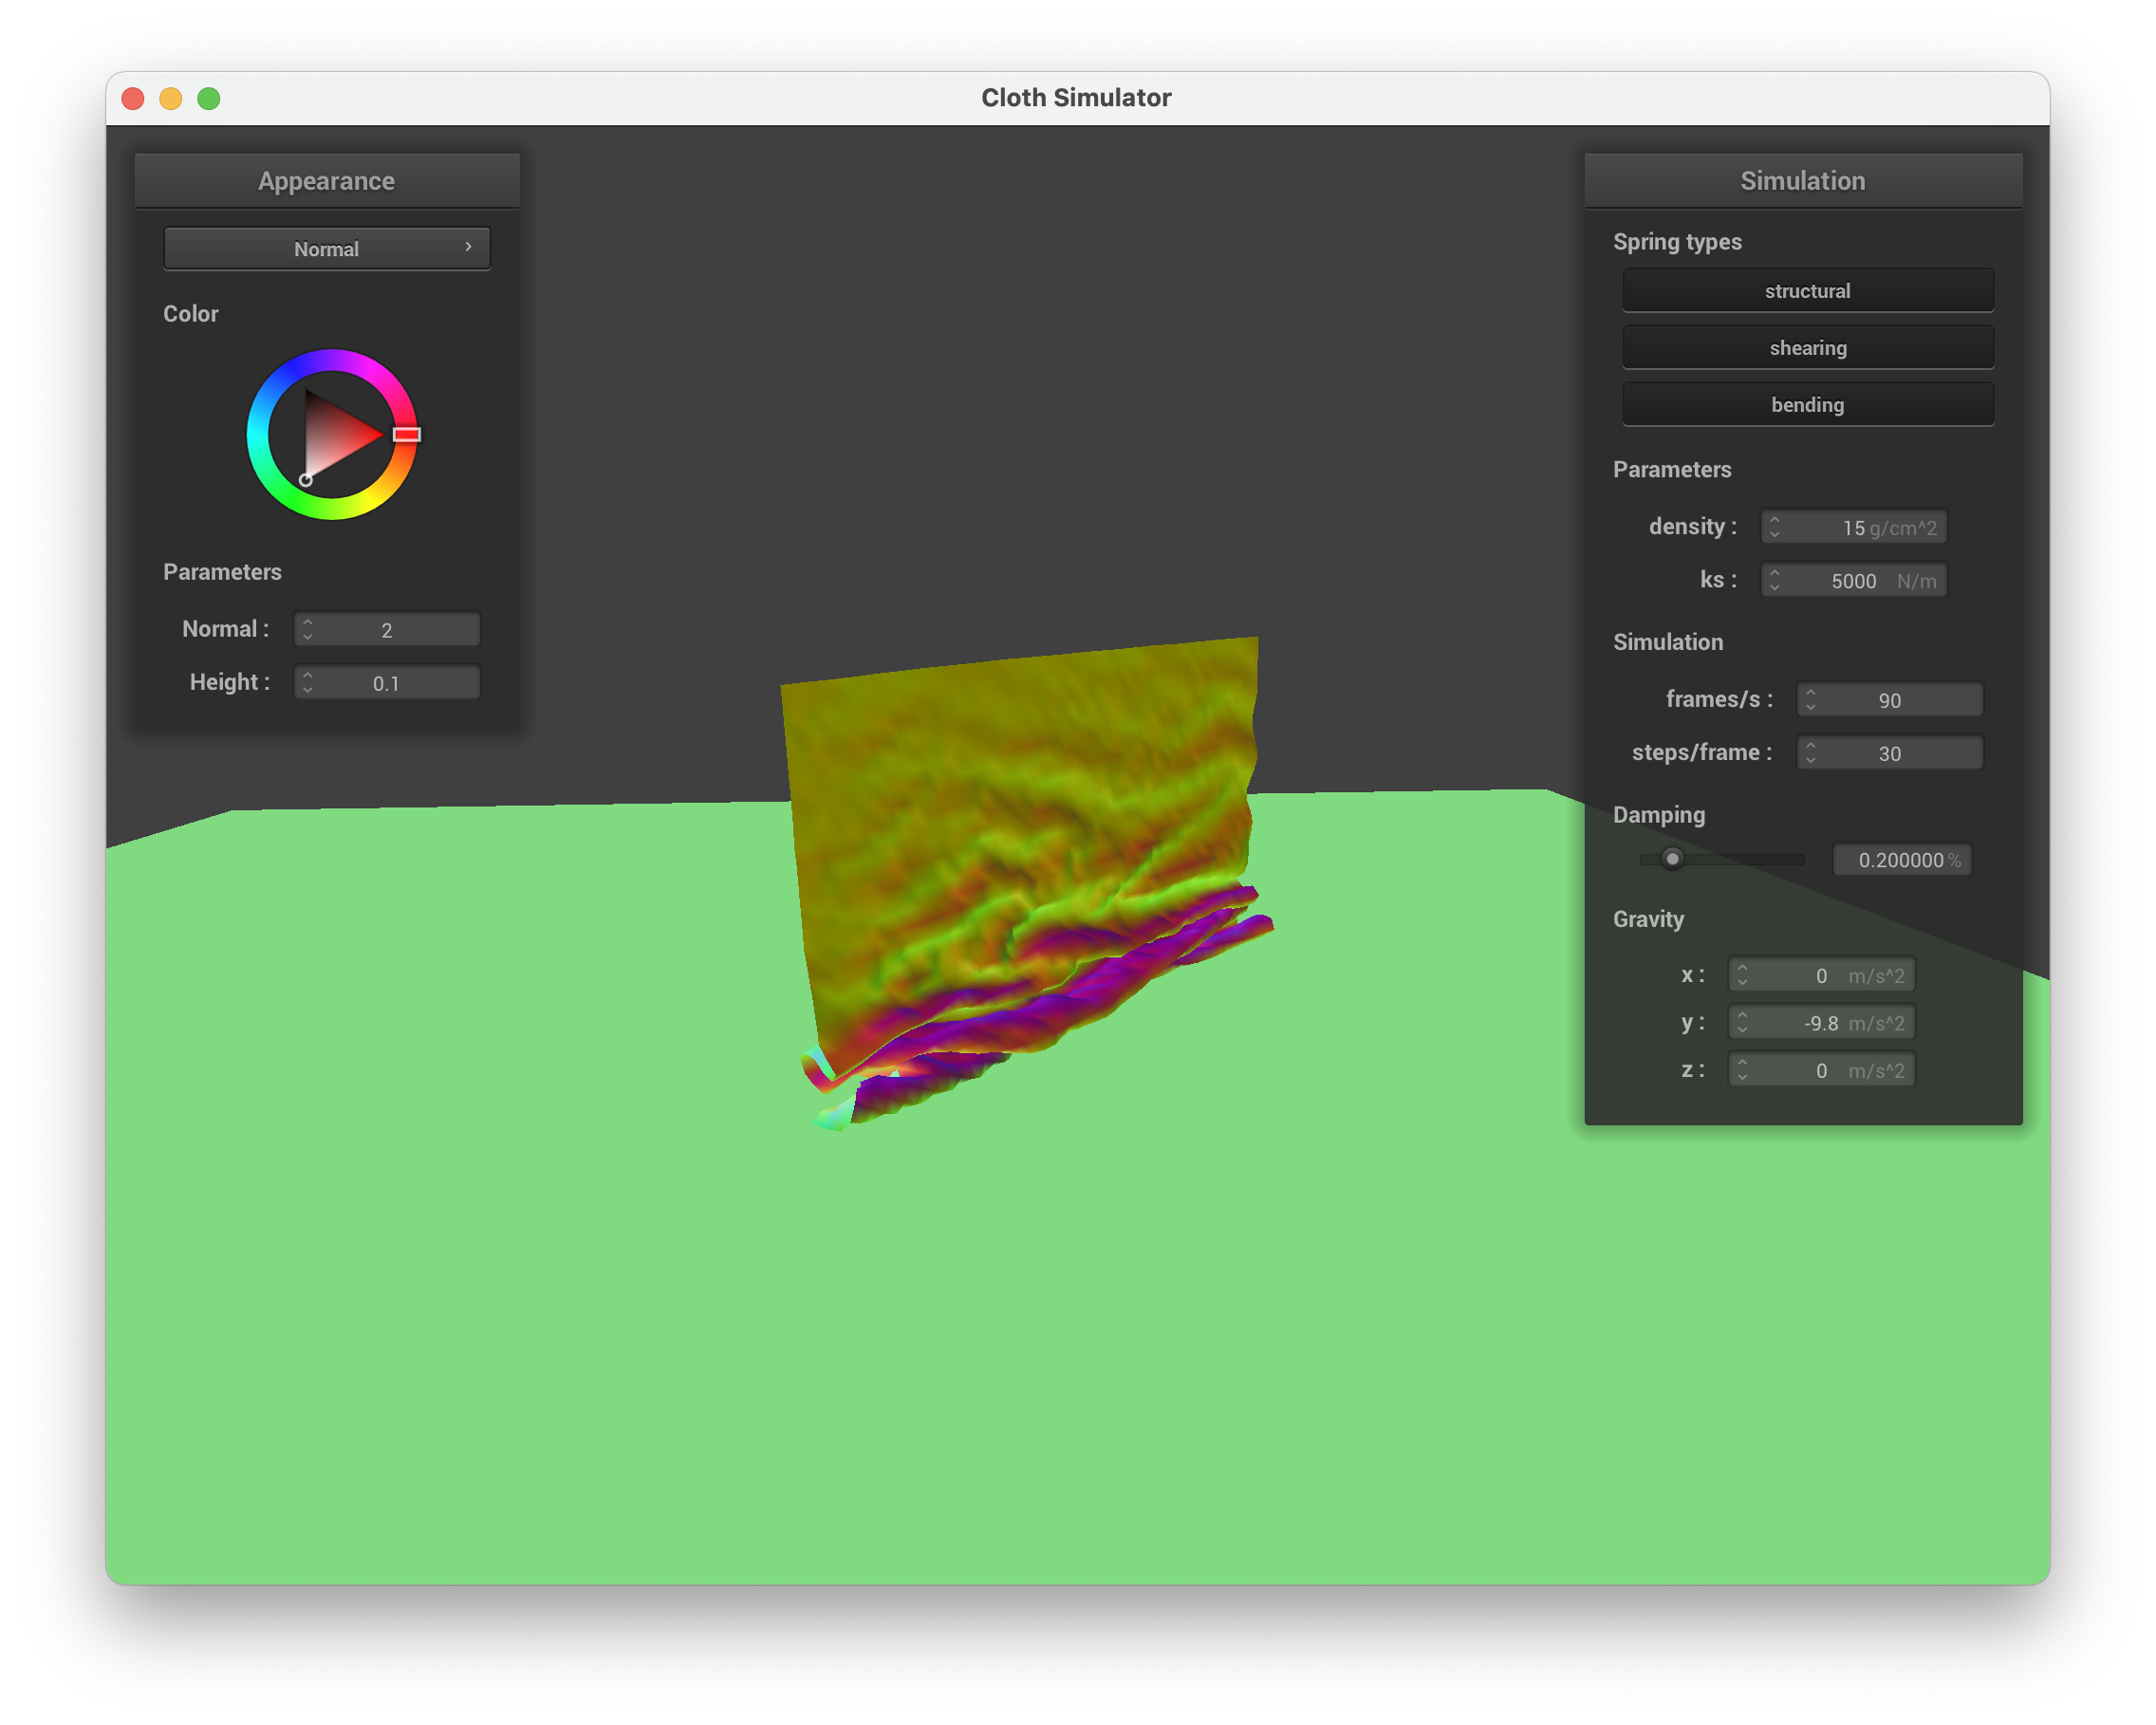 Cloth Simulator
Appearance
Normal
Color
Parameters
Normal : 2
Height : 0.1
Simulation
Spring types
structural
shearing
bending
Parameters
density : 15 g/cm^2
ks : 5000 N/m
Simulation
frames/s : 90
steps/frame : 30
Damping
0.200000 %
Gravity
x : 0 m/s^2
y : -9.8 m/s^2
z : 0 m/s^2